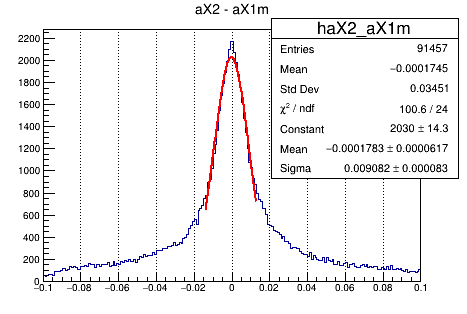 aX2 - aX1m
haX2_aX1m
Entries 91457
Mean −0.0001745
Std Dev 0.03451
χ² / ndf 100.6 / 24
Constant 2030 ± 14.3
Mean −0.0001783 ± 0.0000617
Sigma 0.009082 ± 0.000083
2200
2000
1800
1600
1400
1200
1000
800
600
400
200
0
−0.1 −0.08 −0.06 −0.04 −0.02 0 0.02 0.04 0.06 0.08 0.1